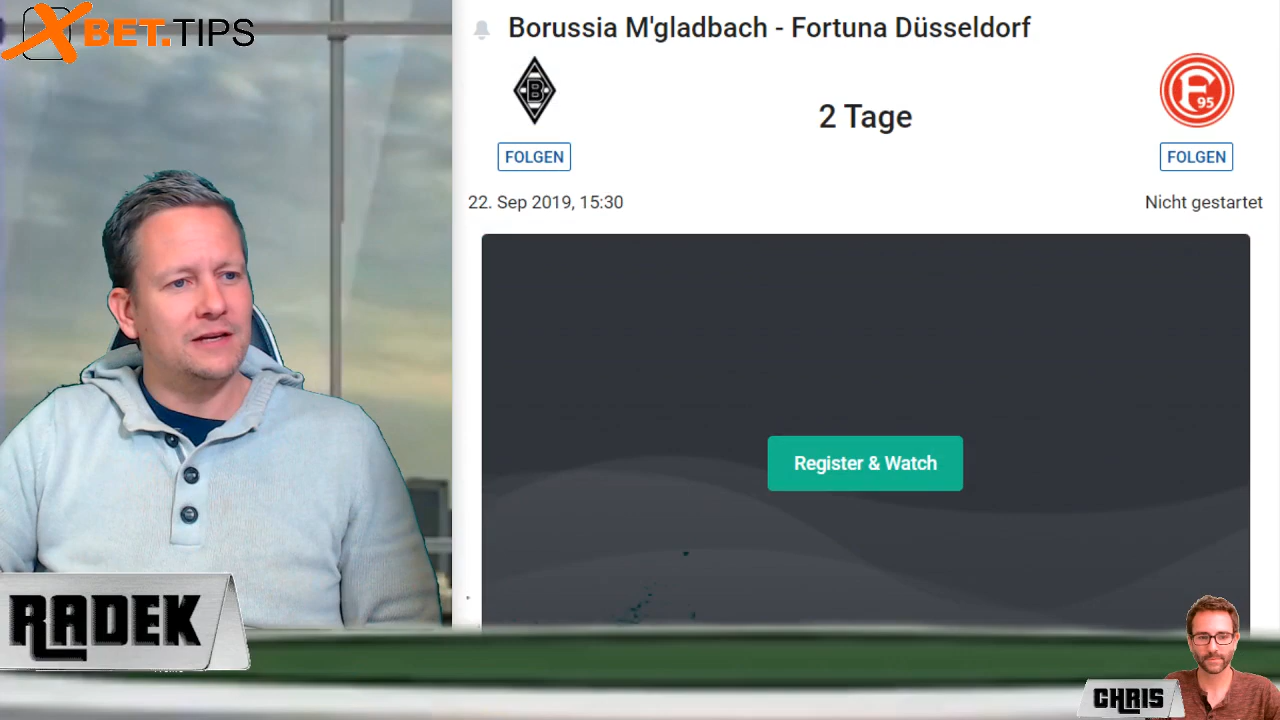 XBET.TIPS
Borussia M'gladbach - Fortuna Düsseldorf
B
F
95
2 Tage
FOLGEN
FOLGEN
22. Sep 2019, 15:30
Nicht gestartet
Register & Watch
RADEK
CHRIS